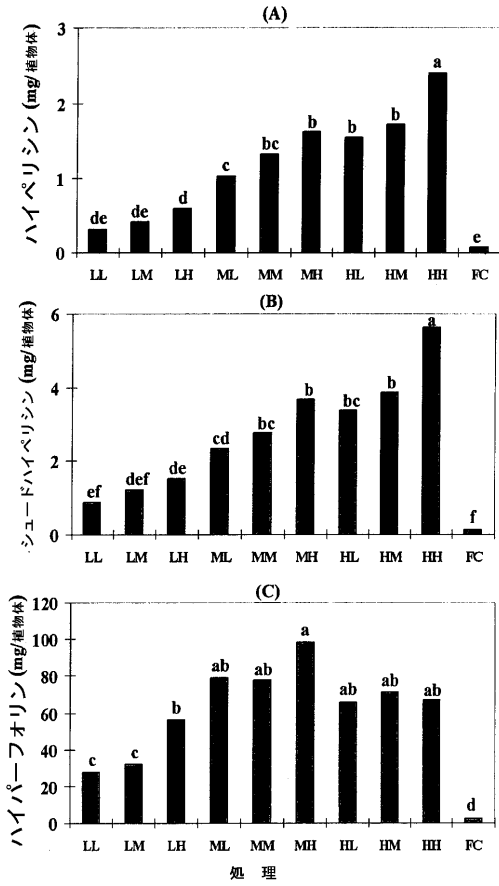 (A)
ハイペリシン (mg/植物体)
3
2
1
0
de de d c bc b b b a e
LL LM LH ML MM MH HL HM HH FC
(B)
シュードハイペリシン (mg/植物体)
6
4
2
0
ef def de cd bc b bc b a f
LL LM LH ML MM MH HL HM HH FC
(C)
ハイパーフォリン (mg/植物体)
120
100
80
60
40
20
0
c c b ab ab a ab ab ab d
LL LM LH ML MM MH HL HM HH FC
処 理